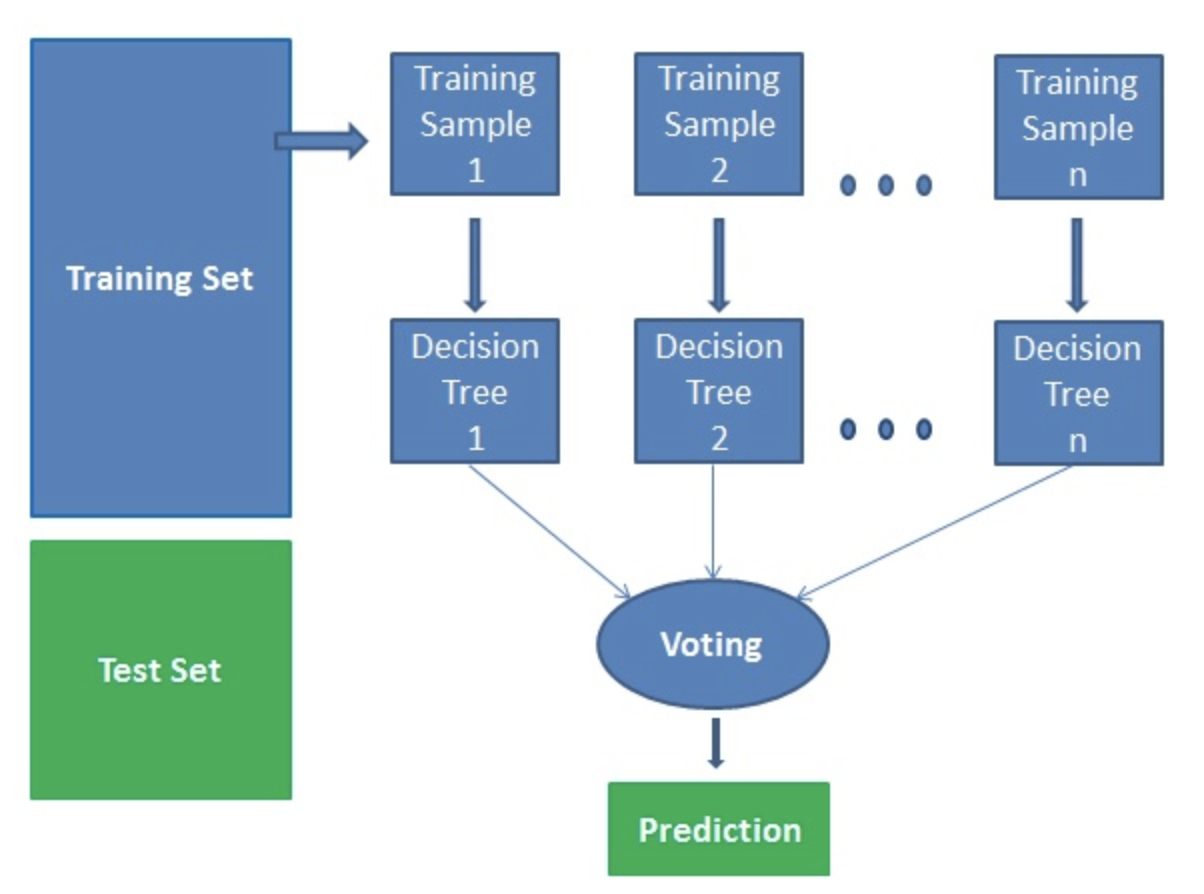 Training Set
Training
Sample
1
Training
Sample
2
Training
Sample
n
Decision
Tree
1
Decision
Tree
2
Decision
Tree
n
Test Set
Voting
Prediction